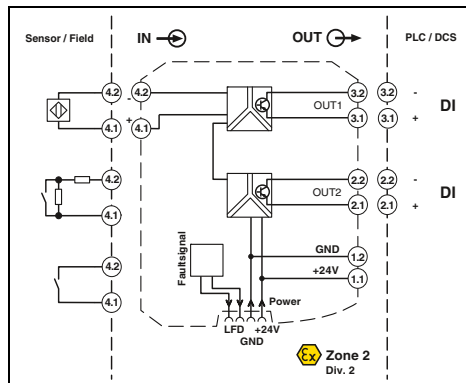 Sensor / Field
IN
OUT
PLC / DCS
4.2
- 4.2
3.2
3.2 -
OUT1
DI
4.1
+ 4.1
3.1
3.1 +
4.2
2.2
2.2 -
OUT2
DI
4.1
2.1
2.1 +
Faultsignal
GND
1.2
4.2
+24V
1.1
4.1
Power
LFD +24V
GND
Ex Zone 2
Div. 2